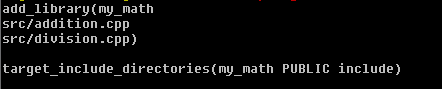 add_library(my_math
src/addition.cpp
src/division.cpp)
target_include_directories(my_math PUBLIC include)